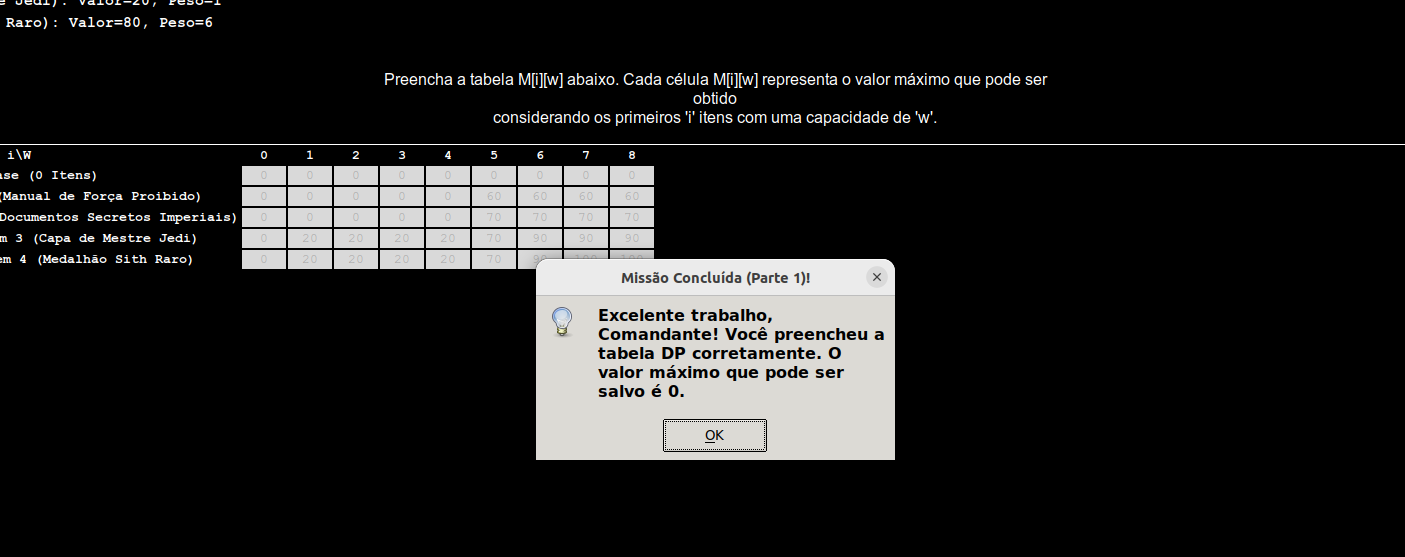 e Jedi): Valor=20, Peso=1
Raro): Valor=80, Peso=6
Preencha a tabela M[i][w] abaixo. Cada célula M[i][w] representa o valor máximo que pode ser
obtido
considerando os primeiros 'i' itens com uma capacidade de 'w'.
i\W 0 1 2 3 4 5 6 7 8
ase (0 Itens) 0 0 0 0 0 0 0 0 0
(Manual de Força Proibido) 0 0 0 0 0 60 60 60 60
Documentos Secretos Imperiais) 0 0 0 0 0 70 70 70 70
m 3 (Capa de Mestre Jedi) 0 20 20 20 20 70 90 90 90
em 4 (Medalhão Sith Raro) 0 20 20 20 20 70 90 100 100
Missão Concluída (Parte 1)!
Excelente trabalho,
Comandante! Você preencheu a
tabela DP corretamente. O
valor máximo que pode ser
salvo é 0.
OK